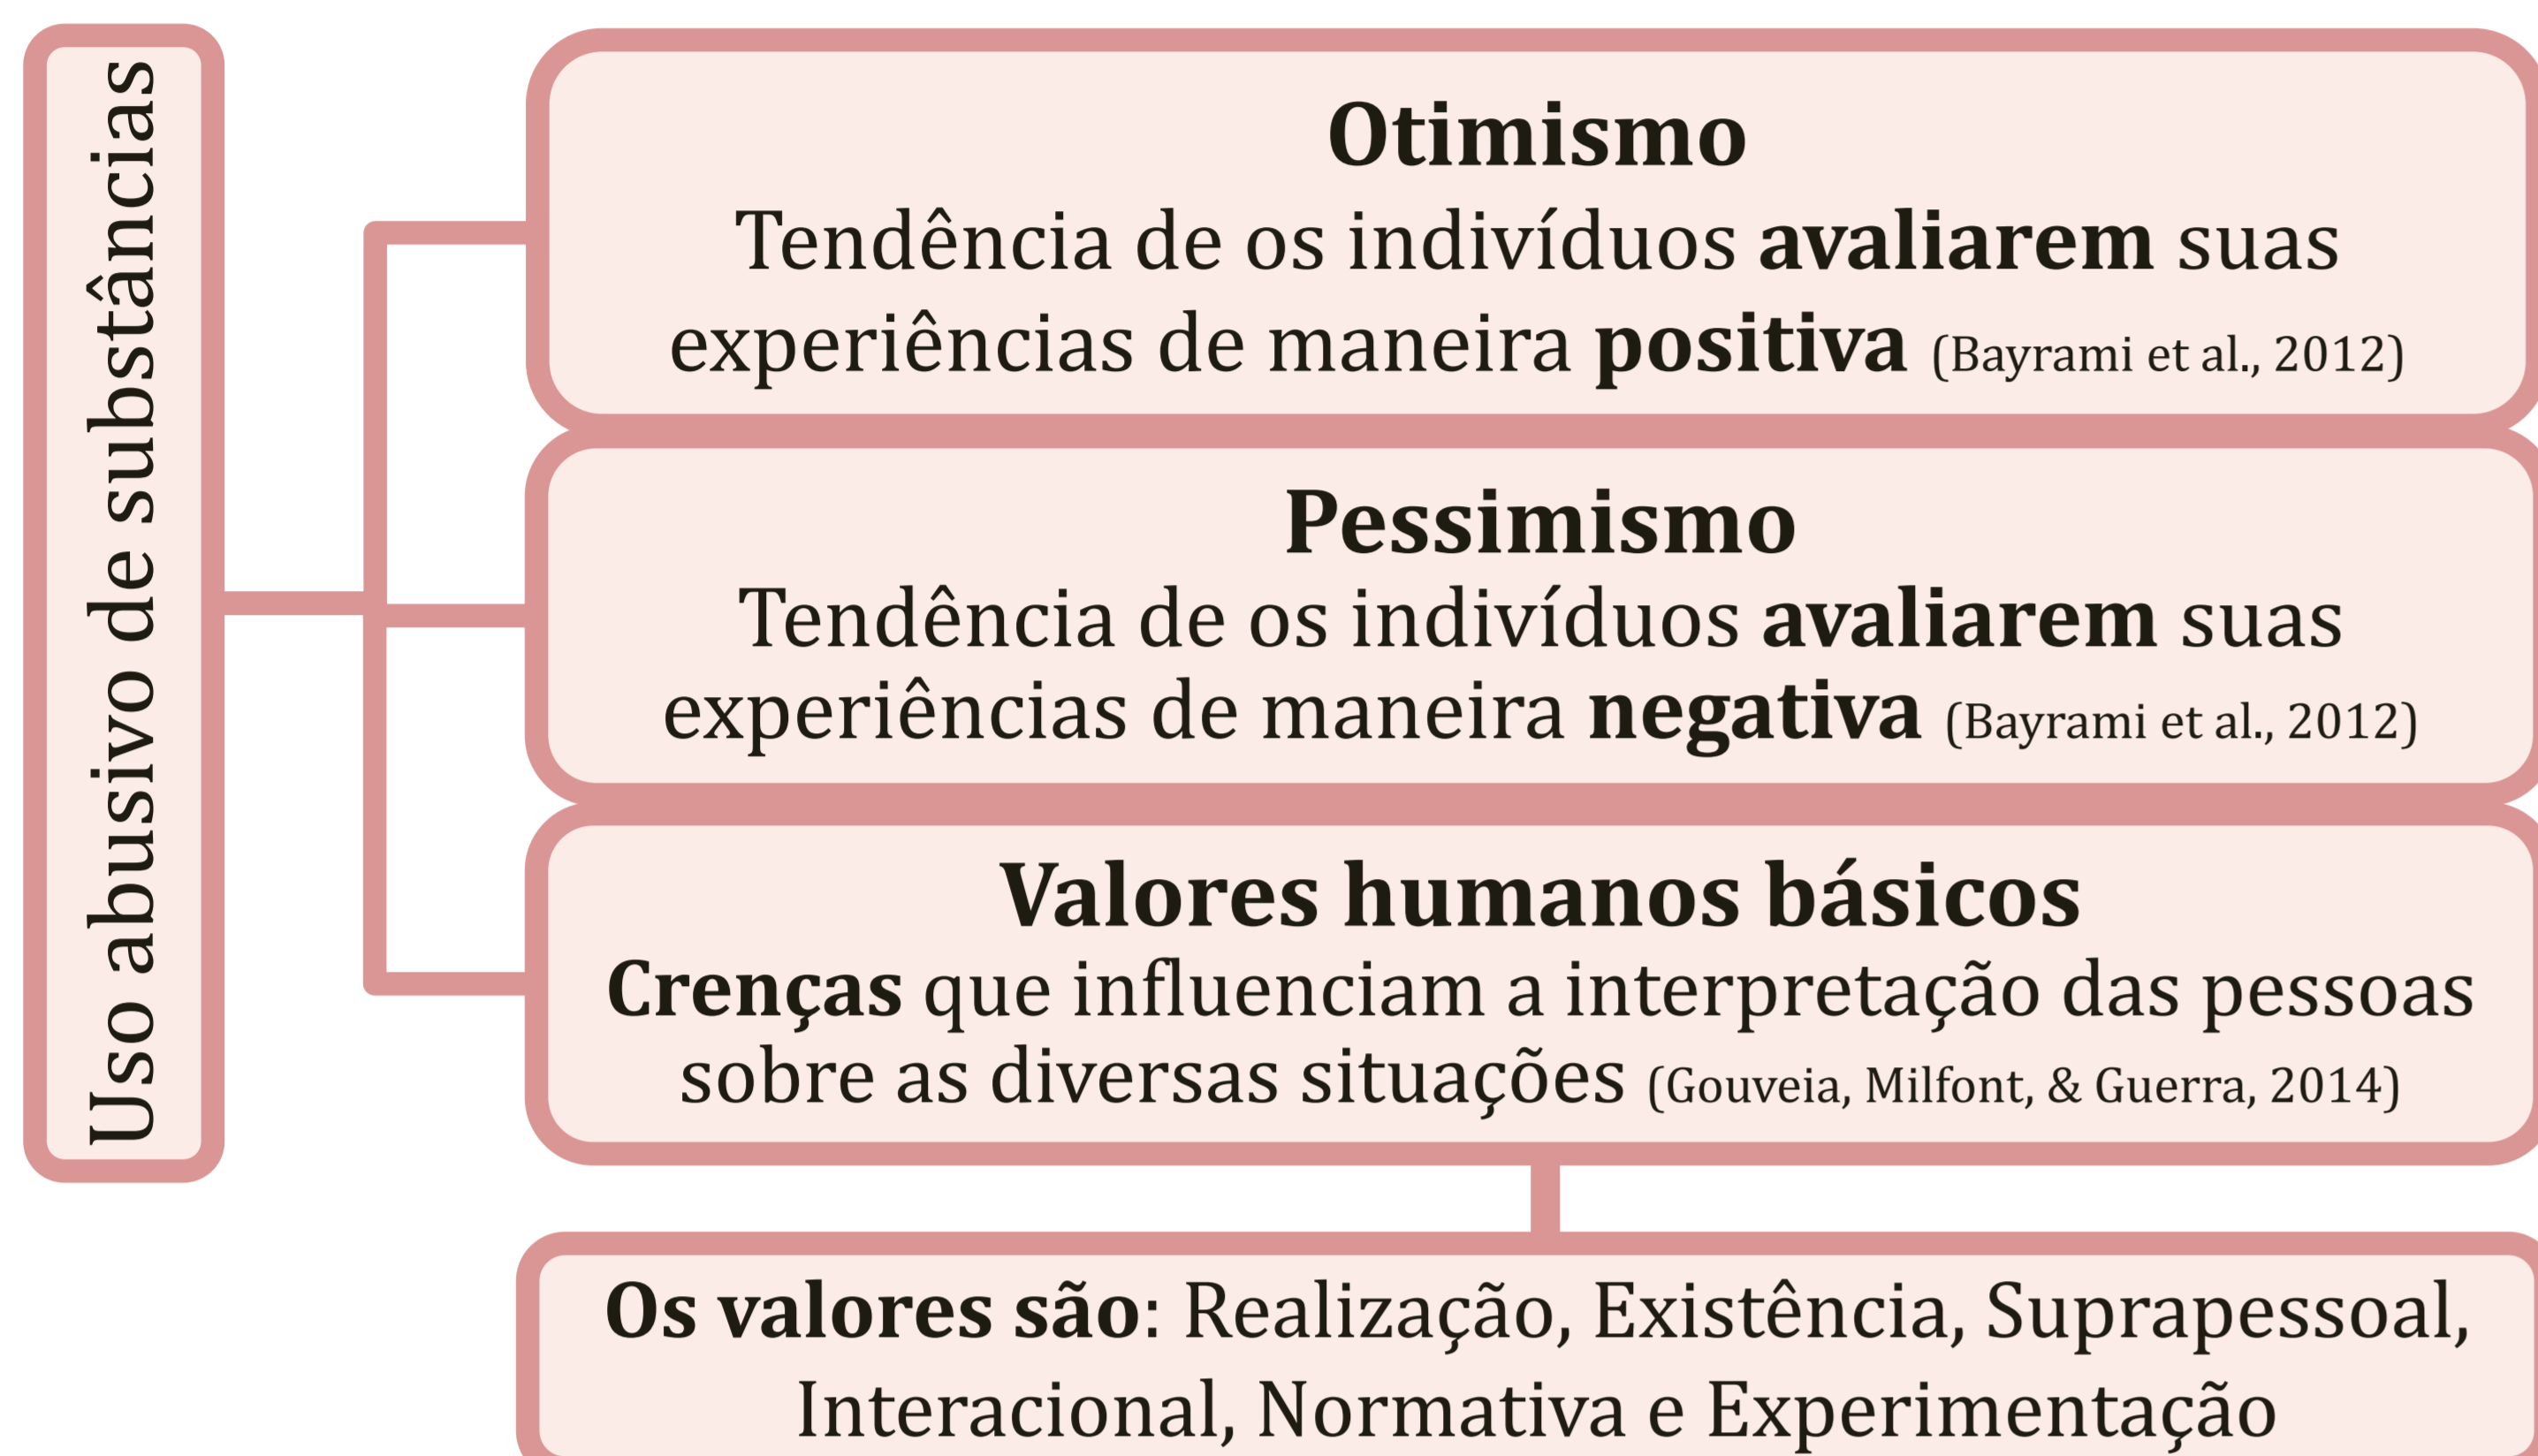 Uso abusivo de substâncias
Otimismo
Tendência de os indivíduos avaliarem suas
experiências de maneira positiva (Bayrami et al., 2012)
Pessimismo
Tendência de os indivíduos avaliarem suas
experiências de maneira negativa (Bayrami et al., 2012)
Valores humanos básicos
Crenças que influenciam a interpretação das pessoas
sobre as diversas situações (Gouveia, Milfont, & Guerra, 2014)
Os valores são: Realização, Existência, Suprapessoal,
Interacional, Normativa e Experimentação